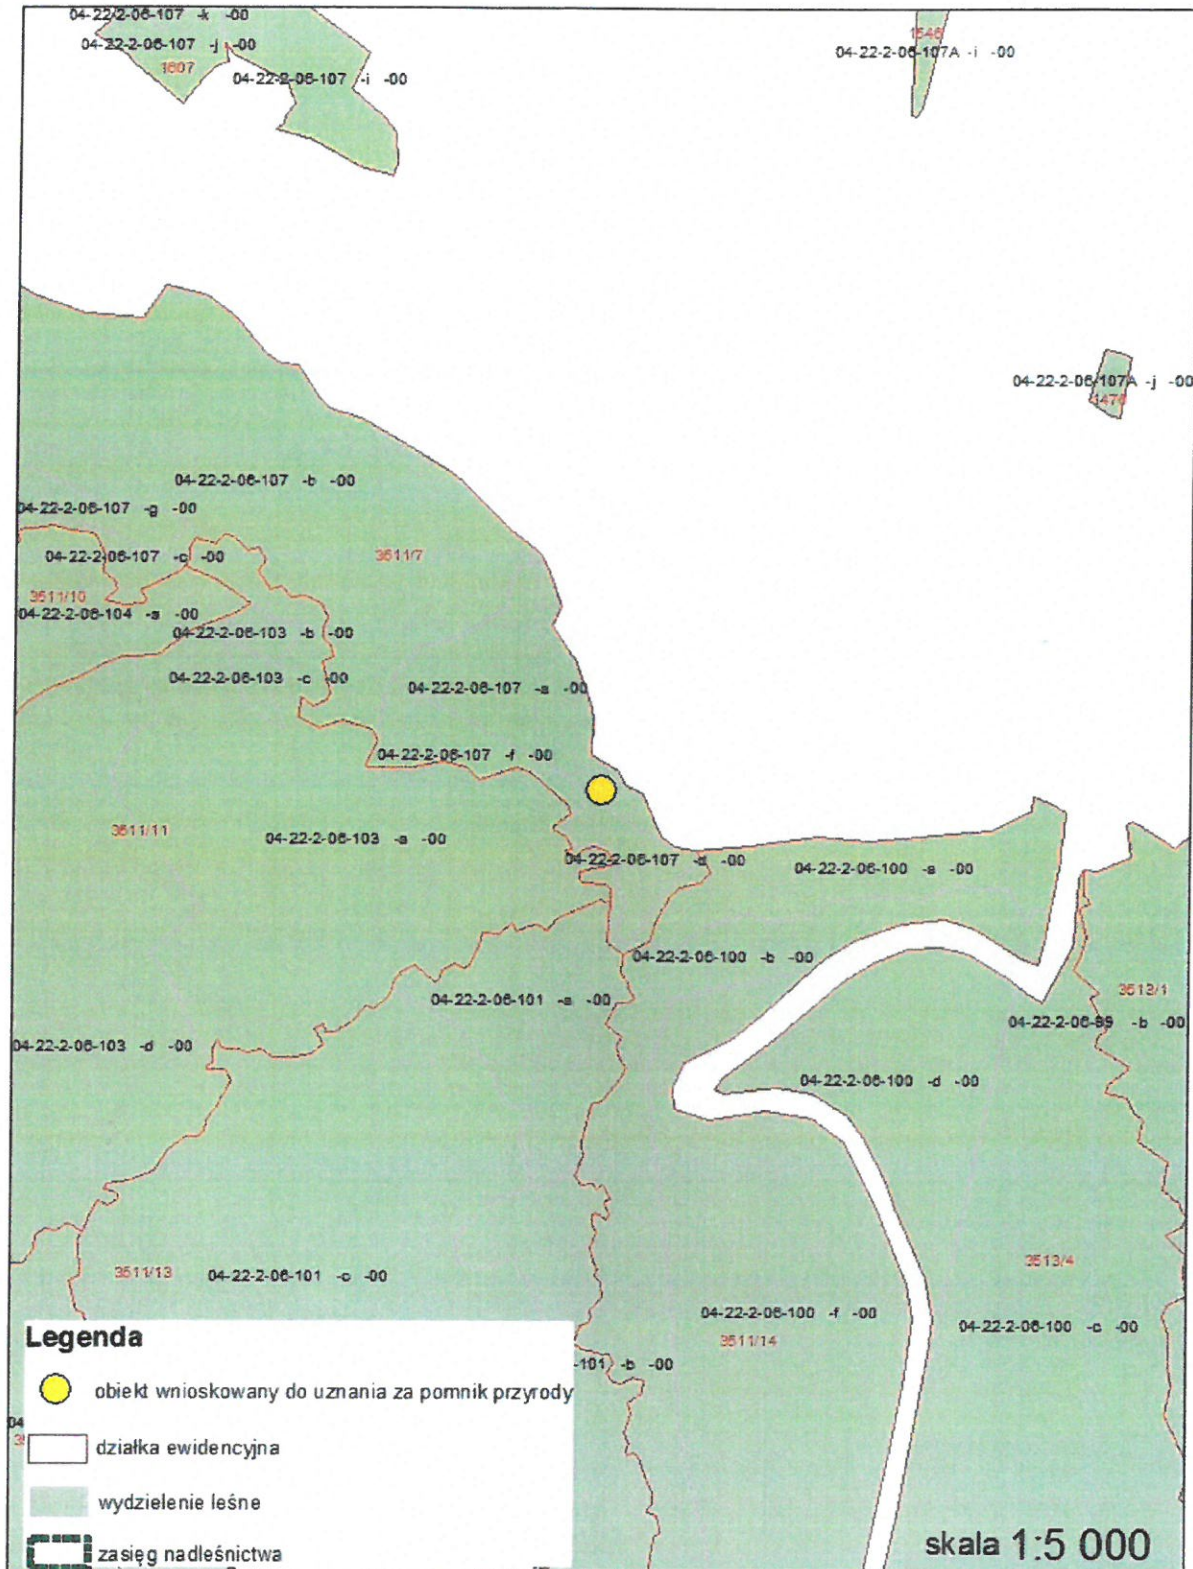 04-22-2-06-107 -k -00
04-22-2-06-107 -j -00
1607
04-22-2-06-107 -i -00
1546
04-22-2-06-107A -i -00
04-22-2-06-107A -j -00
1476
04-22-2-06-107 -b -00
04-22-2-06-107 -g -00
04-22-2-06-107 -c -00
3511/7
3511/10
04-22-2-06-104 -a -00
04-22-2-06-103 -b -00
04-22-2-06-103 -c -00
04-22-2-06-107 -a -00
04-22-2-06-107 -f -00
3511/11
04-22-2-06-103 -a -00
04-22-2-06-107 -d -00
04-22-2-06-100 -a -00
04-22-2-06-100 -b -00
04-22-2-06-101 -a -00
3512/1
04-22-2-06-99 -b -00
04-22-2-06-103 -d -00
04-22-2-06-100 -d -00
3511/13
04-22-2-06-101 -c -00
3513/4
04-22-2-06-100 -f -00
04-22-2-06-100 -c -00
3511/14
-101 -b -00
Legenda
obiekt wnioskowany do uznania za pomnik przyrody
działka ewidencyjna
wydzielenie leśne
zasięg nadleśnictwa
skala 1:5 000